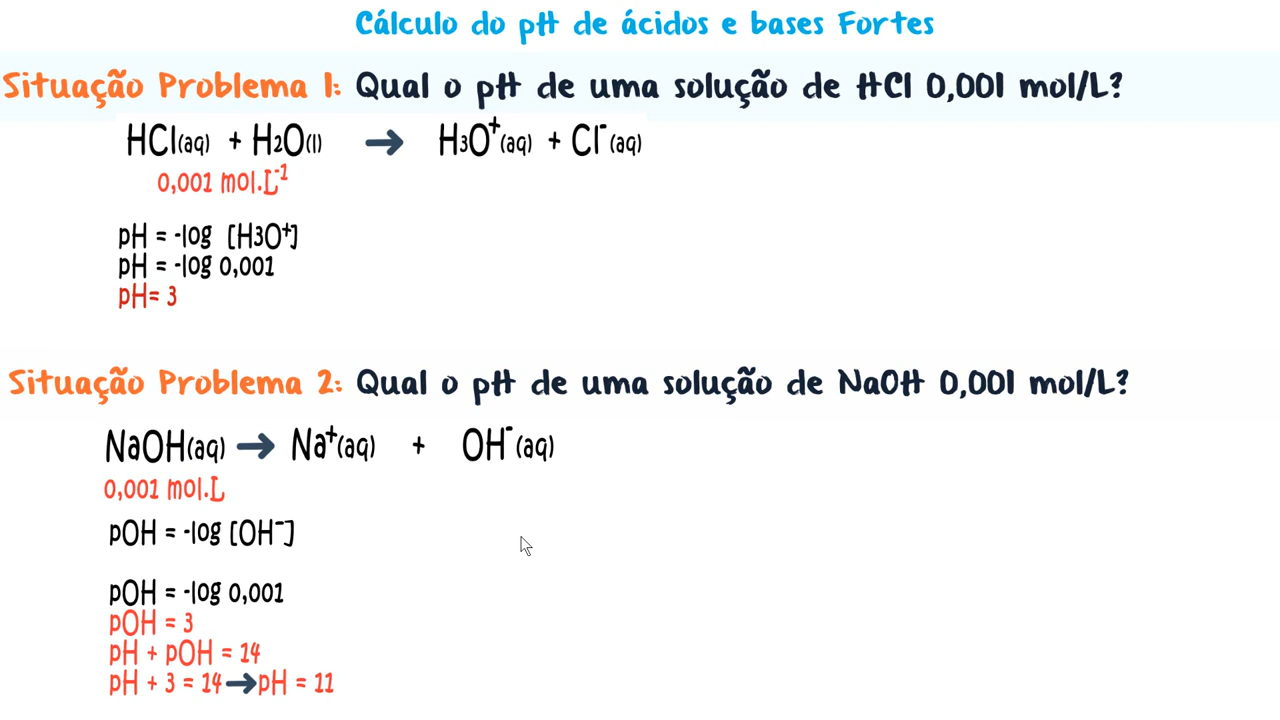 Cálculo do pH de ácidos e bases Fortes
Situação Problema 1: Qual o pH de uma solução de HCl 0,001 mol/L?
HCl(aq) + H2O(l) → H3O+(aq) + Cl-(aq)
0,001 mol.L-1
pH = -log [H3O+]
pH = -log 0,001
pH= 3
Situação Problema 2: Qual o pH de uma solução de NaOH 0,001 mol/L?
NaOH(aq) → Na+(aq) + OH-(aq)
0,001 mol.L
pOH = -log [OH-]
pOH = -log 0,001
pOH = 3
pH + pOH = 14
pH + 3 = 14 → pH = 11